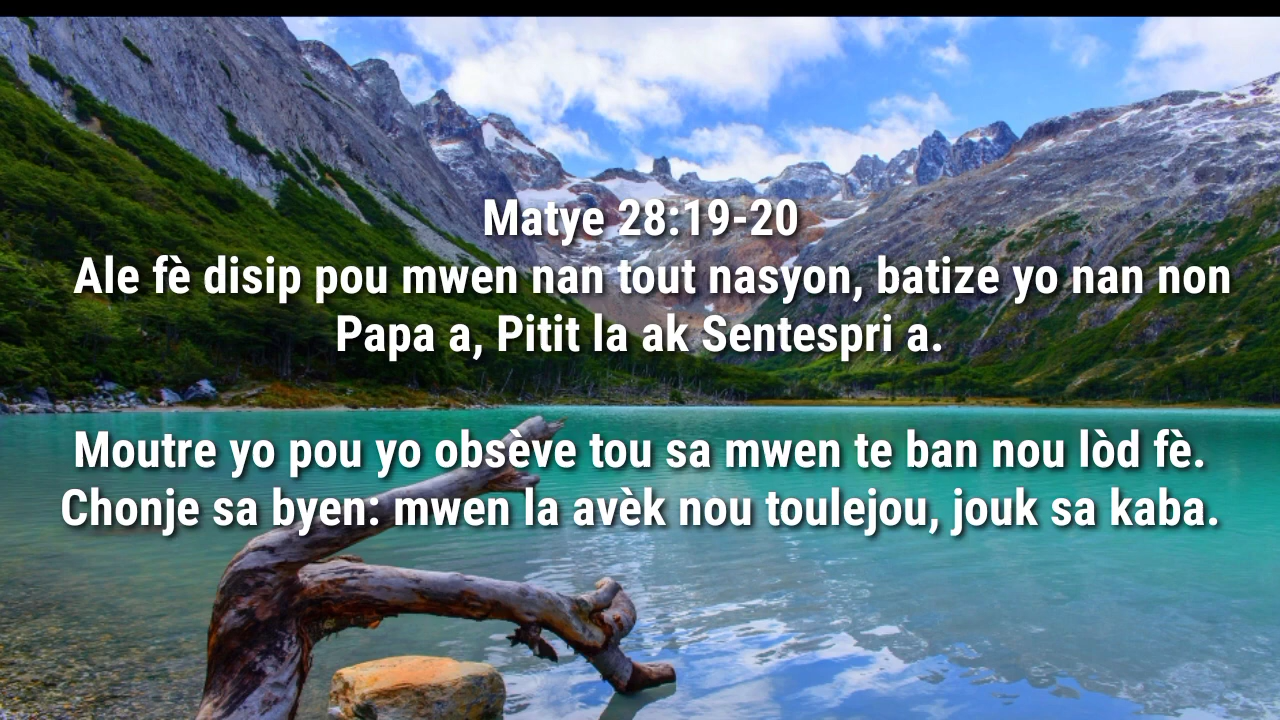 Matye 28:19-20
Ale fè disip pou mwen nan tout nasyon, batize yo nan non
Papa a, Pitit la ak Sentespri a.
Moutre yo pou yo obsève tou sa mwen te ban nou lòd fè.
Chonje sa byen: mwen la avèk nou toulejou, jouk sa kaba.